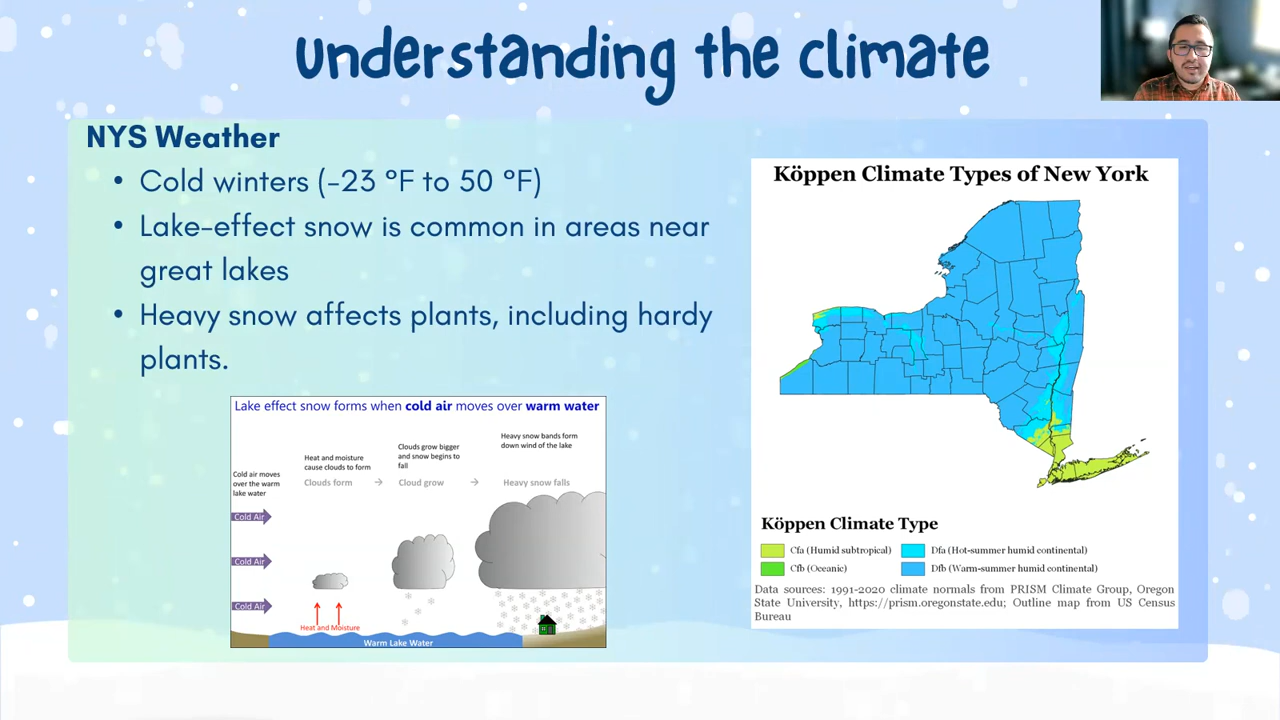 understanding the climate
NYS Weather
• Cold winters (-23 °F to 50 °F)
• Lake-effect snow is common in areas near
great lakes
• Heavy snow affects plants, including hardy
plants.
Lake effect snow forms when cold air moves over warm water
Cold air moves
over the warm
lake water
Heat and moisture
cause clouds to form
Clouds form →
Clouds grow bigger
and snow begins to
fall
Cloud grow →
Heavy snow bands form
down wind of the lake
Heavy snow falls
Cold Air
Cold Air
Cold Air
Heat and Moisture
Warm Lake Water
Köppen Climate Types of New York
Köppen Climate Type
Cfa (Humid subtropical)
Dfa (Hot-summer humid continental)
Cfb (Oceanic)
Dfb (Warm-summer humid continental)
Data sources: 1991-2020 climate normals from PRISM Climate Group, Oregon
State University, https://prism.oregonstate.edu; Outline map from US Census
Bureau